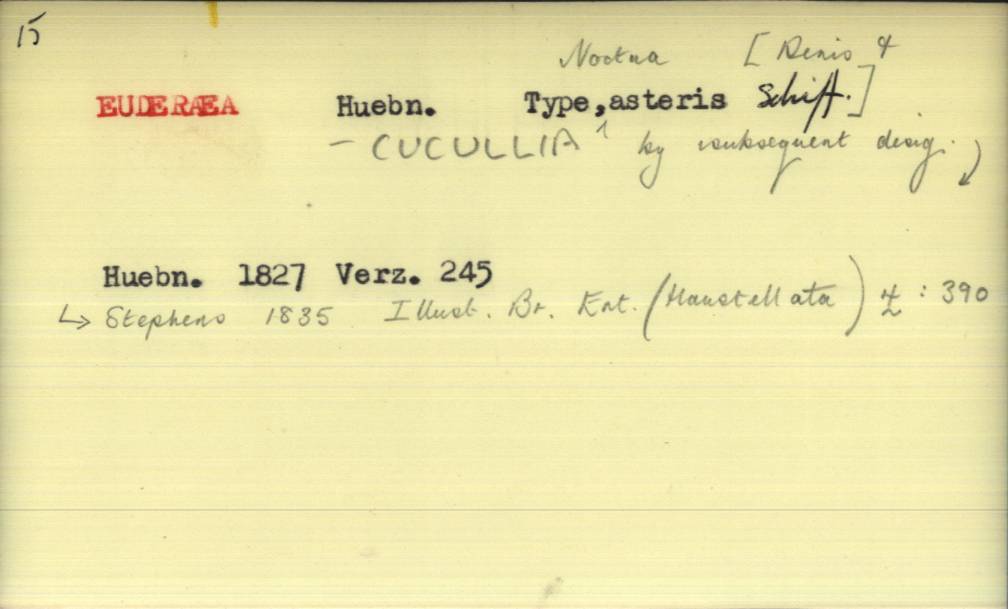 15
Noctua [Denis &
EUDERÆA Huebn. Type, asteris Schiff.]
- CUCULLIA ^ by subsequent desig.
Huebn. 1827 Verz. 245
↳ Stephens 1835 Illust. Br. Ent. (Haustellata) 4 : 390